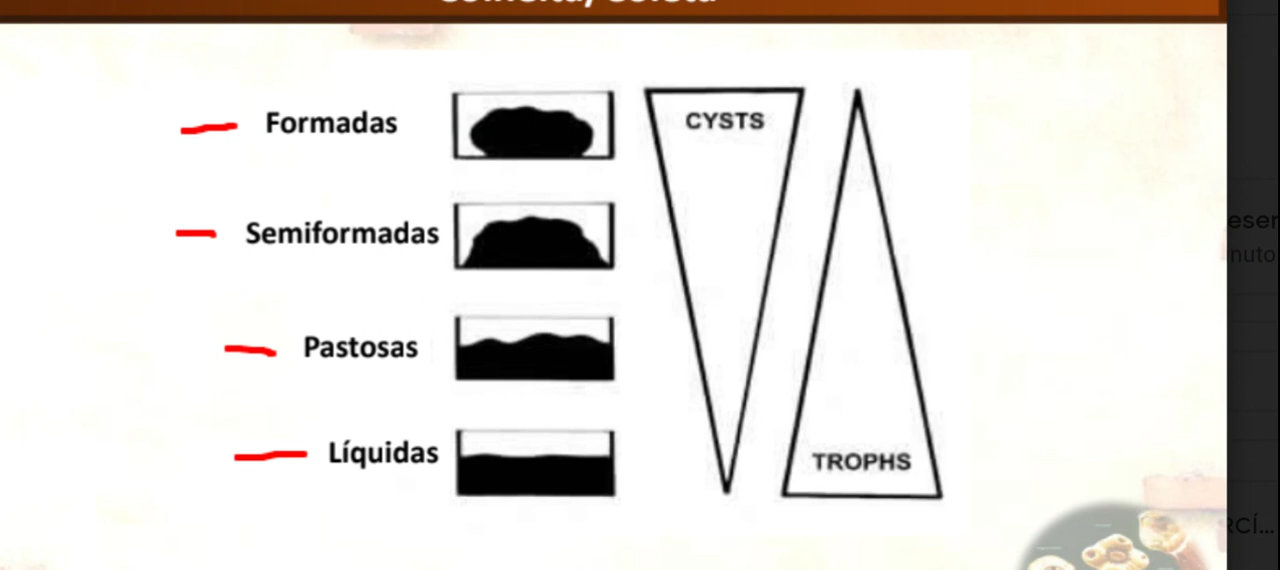 Formadas
CYSTS
Semiformadas
Pastosas
Líquidas
TROPHS